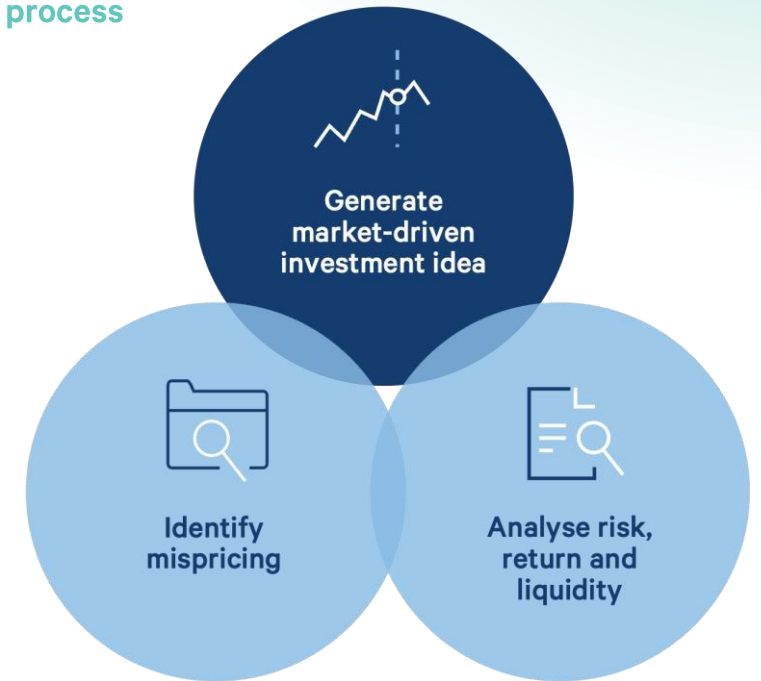 process
Generate
market-driven
investment idea
Identify
mispricing
Analyse risk,
return and
liquidity